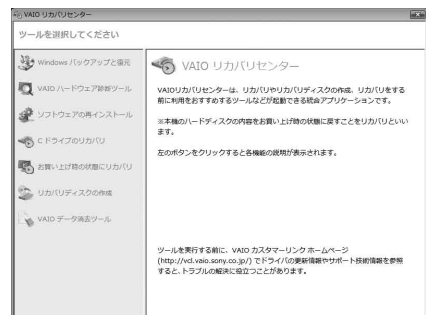 VAIO リカバリセンター
ツールを選択してください
Windows バックアップと復元
VAIO ハードウェア診断ツール
ソフトウェアの再インストール
C ドライブのリカバリ
お買い上げ時の状態にリカバリ
リカバリディスクの作成
VAIO データ消去ツール
VAIO リカバリセンター
VAIOリカバリセンターは、リカバリやリカバリディスクの作成、リカバリをする
前に利用をおすすめするツールなどが起動できる統合アプリケーションです。
※本機のハードディスクの内容をお買い上げ時の状態に戻すことをリカバリといい
ます。
左のボタンをクリックすると各機能の説明が表示されます。
ツールを実行する前に、VAIO カスタマーリンク ホームページ
(http://vcl.vaio.sony.co.jp/) でドライバの更新情報やサポート技術情報を参照
すると、トラブルの解決に役立つことがあります。